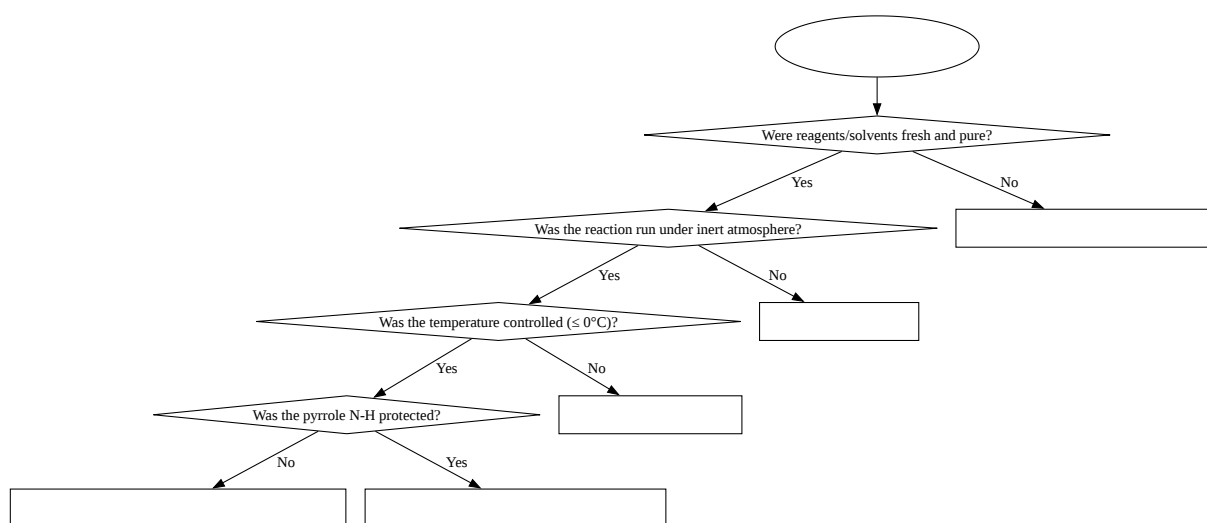 Were reagents/solvents fresh and pure?
Yes
No
Was the reaction run under inert atmosphere?
Yes
No
Was the temperature controlled (≤ 0°C)?
Yes
No
Was the pyrrole N-H protected?
No
Yes